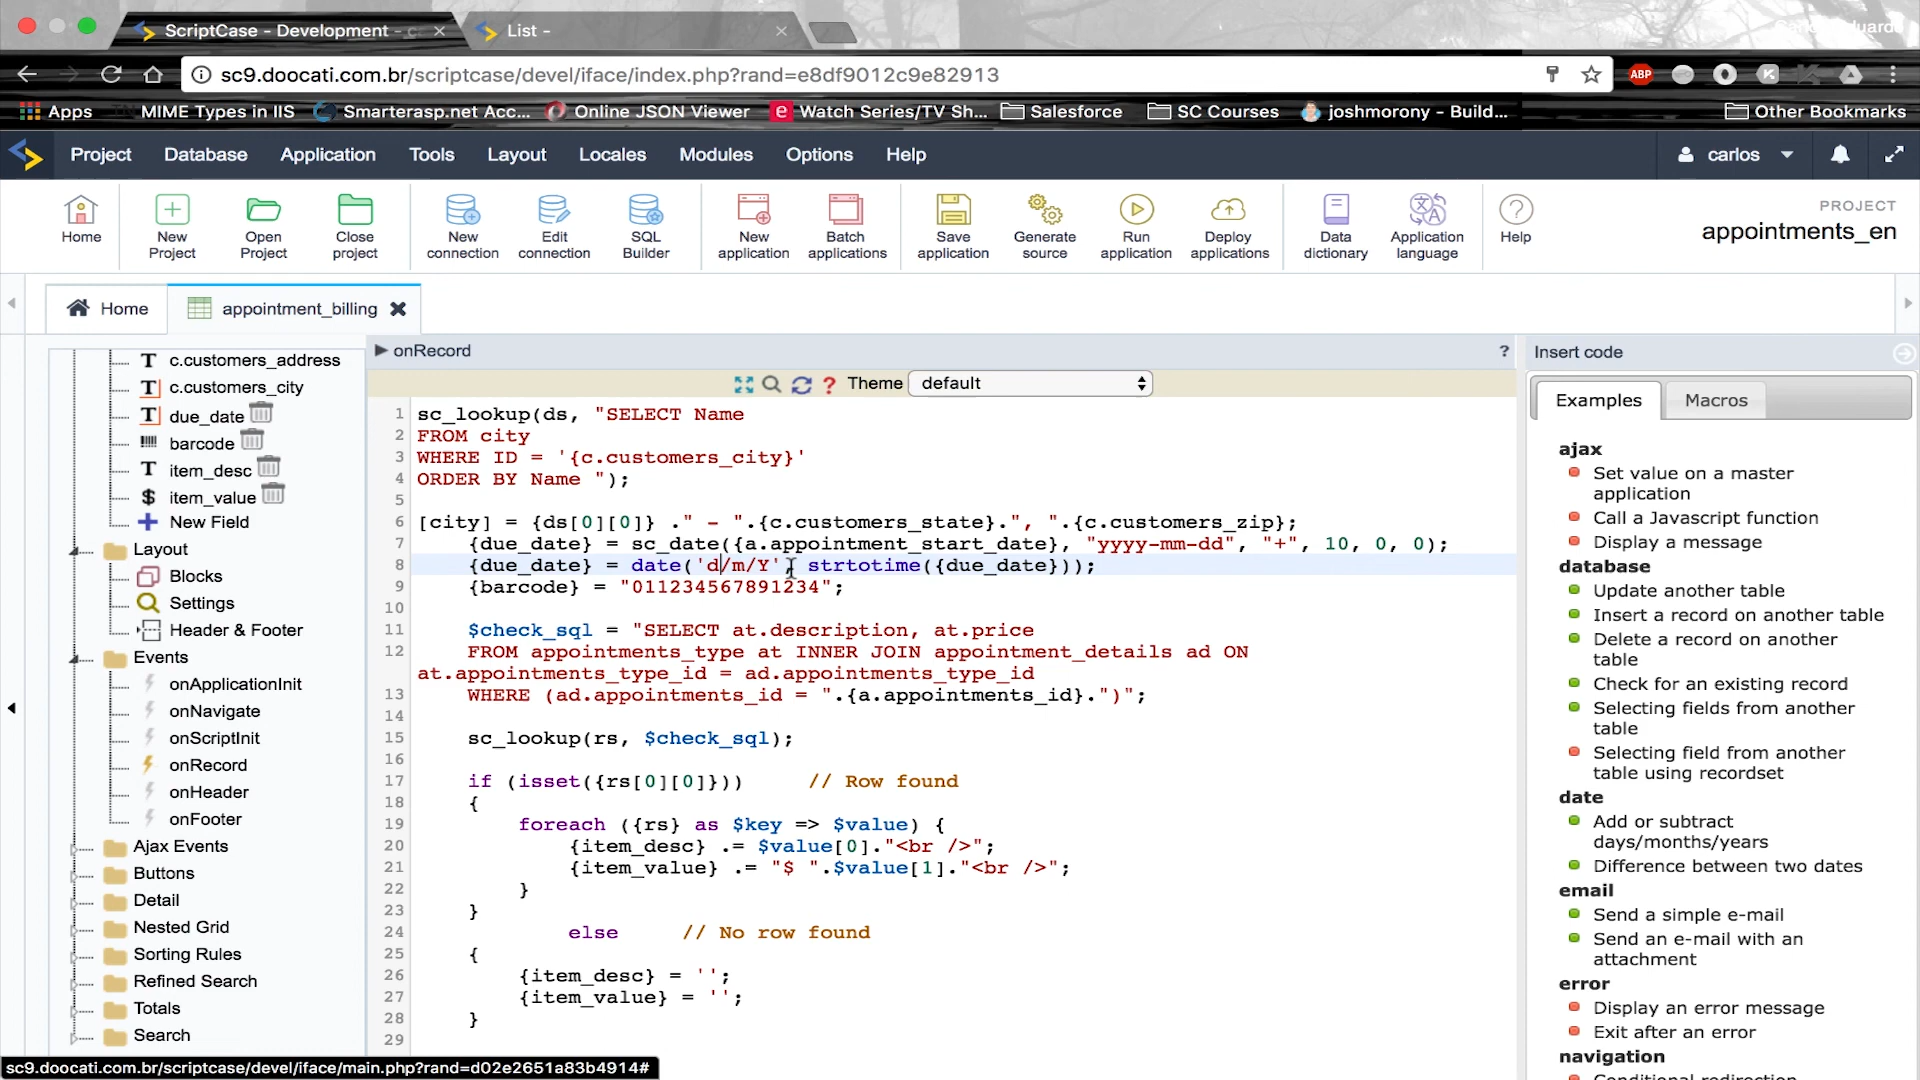 ScriptCase - Development - c
List -
sc9.doocati.com.br/scriptcase/devel/iface/index.php?rand=e8df9012c9e82913
ABP
Apps
MIME Types in IIS
Smarterasp.net Acc...
Online JSON Viewer
Watch Series/TV Sh...
Salesforce
SC Courses
joshmorony - Build...
Other Bookmarks
Project
Database
Application
Tools
Layout
Locales
Modules
Options
Help
carlos
Home
New Project
Open Project
Close project
New connection
Edit connection
SQL Builder
New application
Batch applications
Save application
Generate source
Run application
Deploy applications
Data dictionary
Application language
Help
PROJECT
appointments_en
Home
appointment_billing
c.customers_address
c.customers_city
due_date
barcode
item_desc
item_value
New Field
Layout
Blocks
Settings
Header & Footer
Events
onApplicationInit
onNavigate
onScriptInit
onRecord
onHeader
onFooter
Ajax Events
Buttons
Detail
Nested Grid
Sorting Rules
Refined Search
Totals
Search
onRecord
?
Theme
default
1 sc_lookup(ds, "SELECT Name
2 FROM city
3 WHERE ID = '{c.customers_city}'
4 ORDER BY Name ");
5
6 [city] = {ds[0][0]} ." - ".{c.customers_state}.", ".{c.customers_zip};
7 {due_date} = sc_date({a.appointment_start_date}, "yyyy-mm-dd", "+", 10, 0, 0);
8 {due_date} = date('d/m/Y', strtotime({due_date}));
9 {barcode} = "011234567891234";
10
11 $check_sql = "SELECT at.description, at.price
12 FROM appointments_type at INNER JOIN appointment_details ad ON
at.appointments_type_id = ad.appointments_type_id
13 WHERE (ad.appointments_id = ".{a.appointments_id}.")";
14
15 sc_lookup(rs, $check_sql);
16
17 if (isset({rs[0][0]})) // Row found
18 {
19 foreach ({rs} as $key => $value) {
20 {item_desc} .= $value[0]."<br />";
21 {item_value} .= "$ ".$value[1]."<br />";
22 }
23 }
24 else // No row found
25 {
26 {item_desc} = '';
27 {item_value} = '';
28 }
29
Insert code
Examples
Macros
ajax
Set value on a master
application
Call a Javascript function
Display a message
database
Update another table
Insert a record on another table
Delete a record on another
table
Check for an existing record
Selecting fields from another
table
Selecting field from another
table using recordset
date
Add or subtract
days/months/years
Difference between two dates
email
Send a simple e-mail
Send an e-mail with an
attachment
error
Display an error message
Exit after an error
navigation
Conditional redirection
sc9.doocati.com.br/scriptcase/devel/iface/main.php?rand=d02e2651a83b4914#